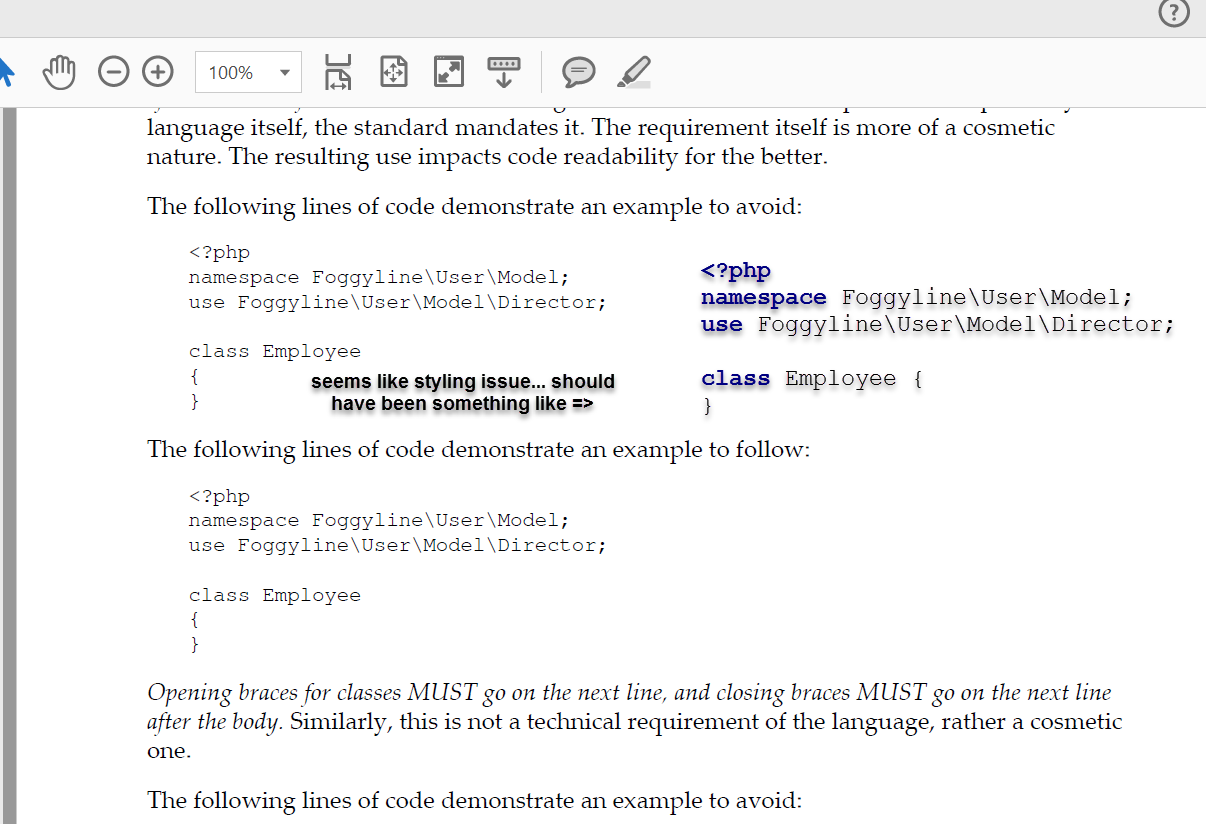 ?
100%
language itself, the standard mandates it. The requirement itself is more of a cosmetic
nature. The resulting use impacts code readability for the better.
The following lines of code demonstrate an example to avoid:
<?php
namespace Foggyline\User\Model;
use Foggyline\User\Model\Director;
class Employee
{
}
seems like styling issue... should
have been something like =>
<?php
namespace Foggyline\User\Model;
use Foggyline\User\Model\Director;
class Employee {
}
The following lines of code demonstrate an example to follow:
<?php
namespace Foggyline\User\Model;
use Foggyline\User\Model\Director;
class Employee
{
}
Opening braces for classes MUST go on the next line, and closing braces MUST go on the next line
after the body. Similarly, this is not a technical requirement of the language, rather a cosmetic
one.
The following lines of code demonstrate an example to avoid: